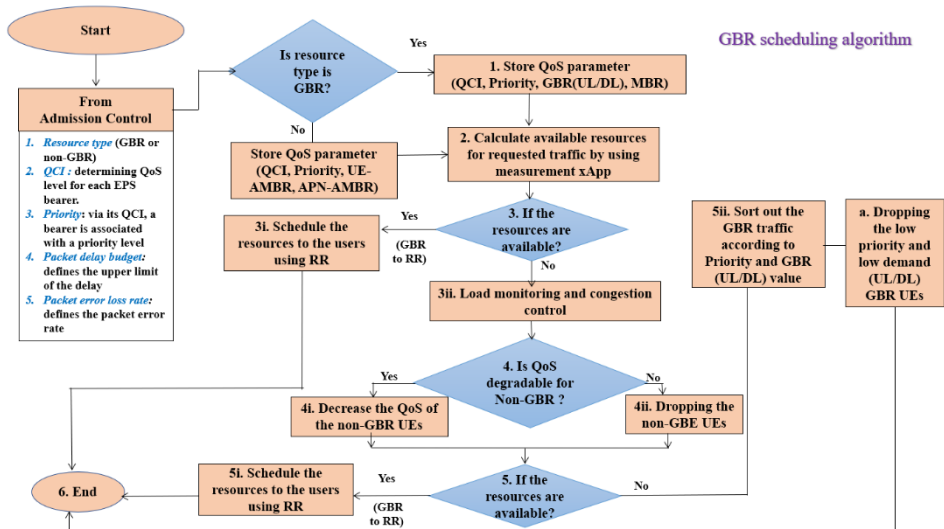 Start
GBR scheduling algorithm
Is resource
type is
GBR?
Yes
No
1. Store QoS parameter
(QCI, Priority, GBR(UL/DL), MBR)
From
Admission Control
1. Resource type (GBR or
non-GBR)
2. QCI : determining QoS
level for each EPS
bearer.
3. Priority: via its QCI, a
bearer is associated
with a priority level
4. Packet delay budget:
defines the upper limit
of the delay
5. Packet error loss rate:
defines the packet error
rate
Store QoS parameter
(QCI, Priority, UE-
AMBR, APN-AMBR)
2. Calculate available resources
for requested traffic by using
measurement xApp
3. If the
resources are
available?
Yes
(GBR
to RR)
No
3i. Schedule the
resources to the users
using RR
3ii. Load monitoring and congestion
control
4. Is QoS
degradable for
Non-GBR ?
Yes
No
4i. Decrease the QoS of
the non-GBR UEs
4ii. Dropping the
non-GBE UEs
5. If the
resources are
available?
Yes
(GBR
to RR)
No
5i. Schedule the
resources to the users
using RR
5ii. Sort out the
GBR traffic
according to
Priority and GBR
(UL/DL) value
a. Dropping
the low
priority and
low demand
(UL/DL)
GBR UEs
6. End